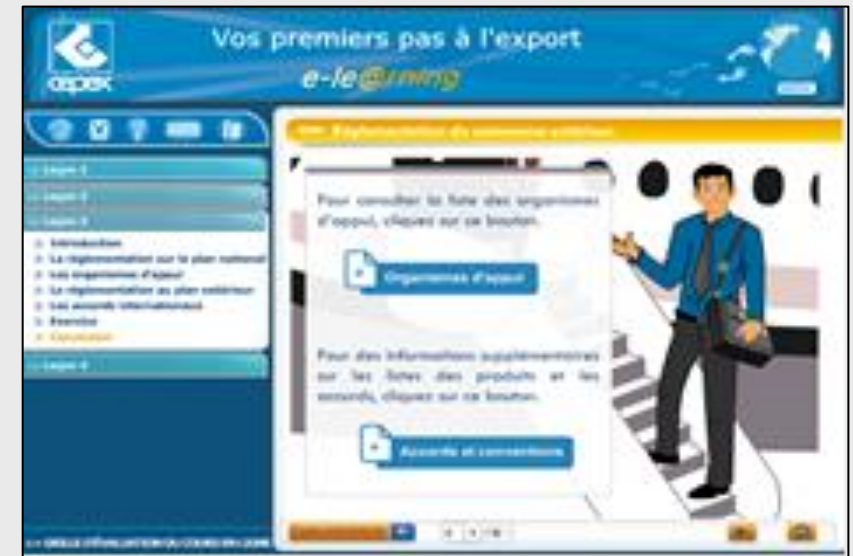 cepex
Vos premiers pas à l'export
e-le@rning
Réglementation du commerce extérieur
Leçon 1
Leçon 2
Leçon 3
Introduction
La réglementation sur le plan national
Les organismes d'appui
La réglementation au plan extérieur
Les accords internationaux
Exercice
Conclusion
Leçon 4
Pour consulter la liste des organismes
d'appui, cliquez sur ce bouton.
Organismes d'appui
Pour des informations supplémentaires
sur les listes des produits et les
accords, cliquez sur ce bouton.
Accords et conventions